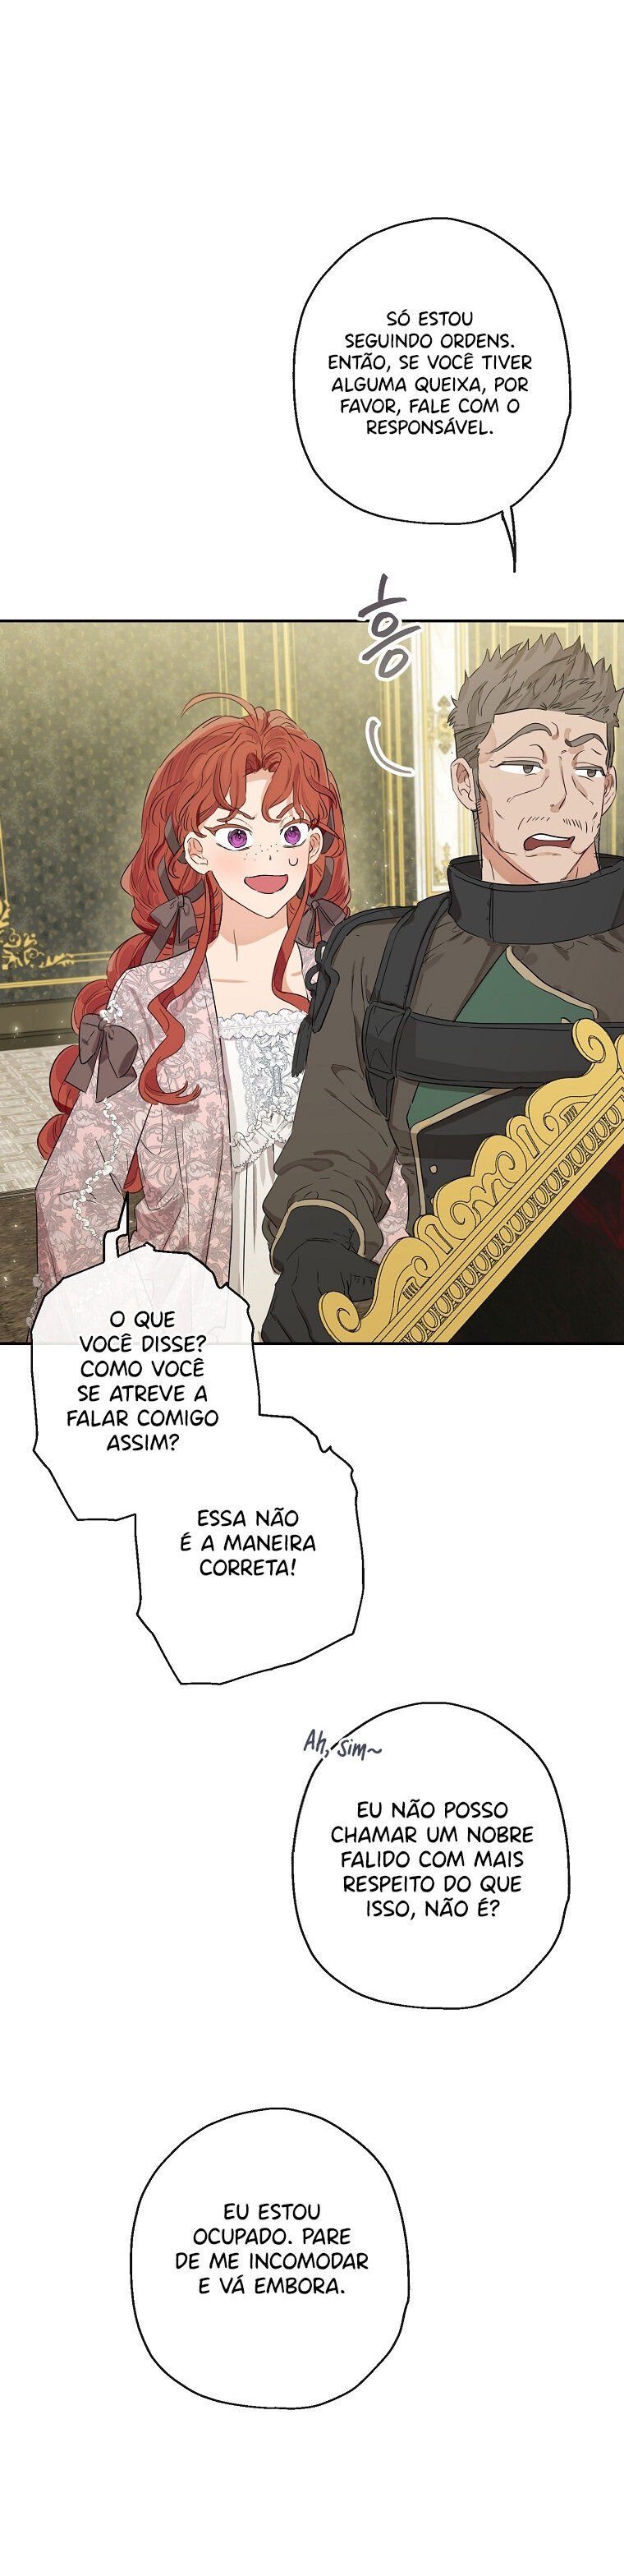 SÓ ESTOU
SEGUINDO ORDENS.
ENTÃO, SE VOCÊ TIVER
ALGUMA QUEIXA, POR
FAVOR, FALE COM O
RESPONSÁVEL.
O QUE
VOCÊ DISSE?
COMO VOCÊ
SE ATREVE A
FALAR COMIGO
ASSIM?
ESSA NÃO
É A MANEIRA
CORRETA!
Ah, sim~
EU NÃO POSSO
CHAMAR UM NOBRE
FALIDO COM MAIS
RESPEITO DO QUE
ISSO, NÃO É?
EU ESTOU
OCUPADO. PARE
DE ME INCOMODAR
E VÁ EMBORA.